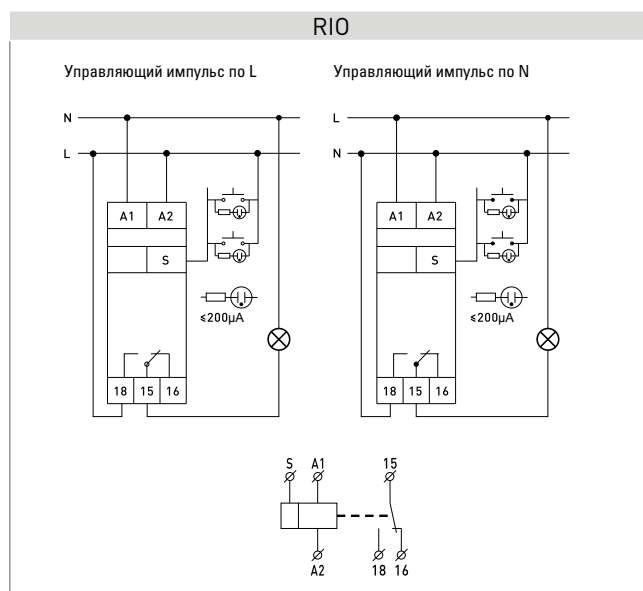 RIO
Управляющий импульс по L
Управляющий импульс по N
N
L
A1 A2
S
≤200µA
18 15 16
L
N
A1 A2
S
≤200µA
18 15 16
S A1 15
A2 18 16